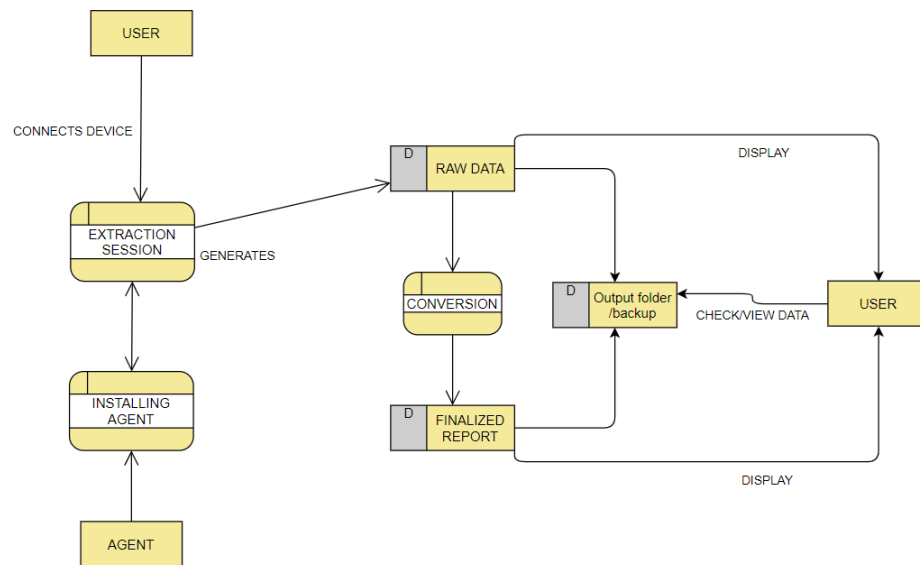 USER
CONNECTS DEVICE
EXTRACTION
SESSION
GENERATES
INSTALLING
AGENT
AGENT
D
RAW DATA
CONVERSION
D
FINALIZED
REPORT
DISPLAY
D
Output folder
/backup
CHECK/VIEW DATA
USER
DISPLAY